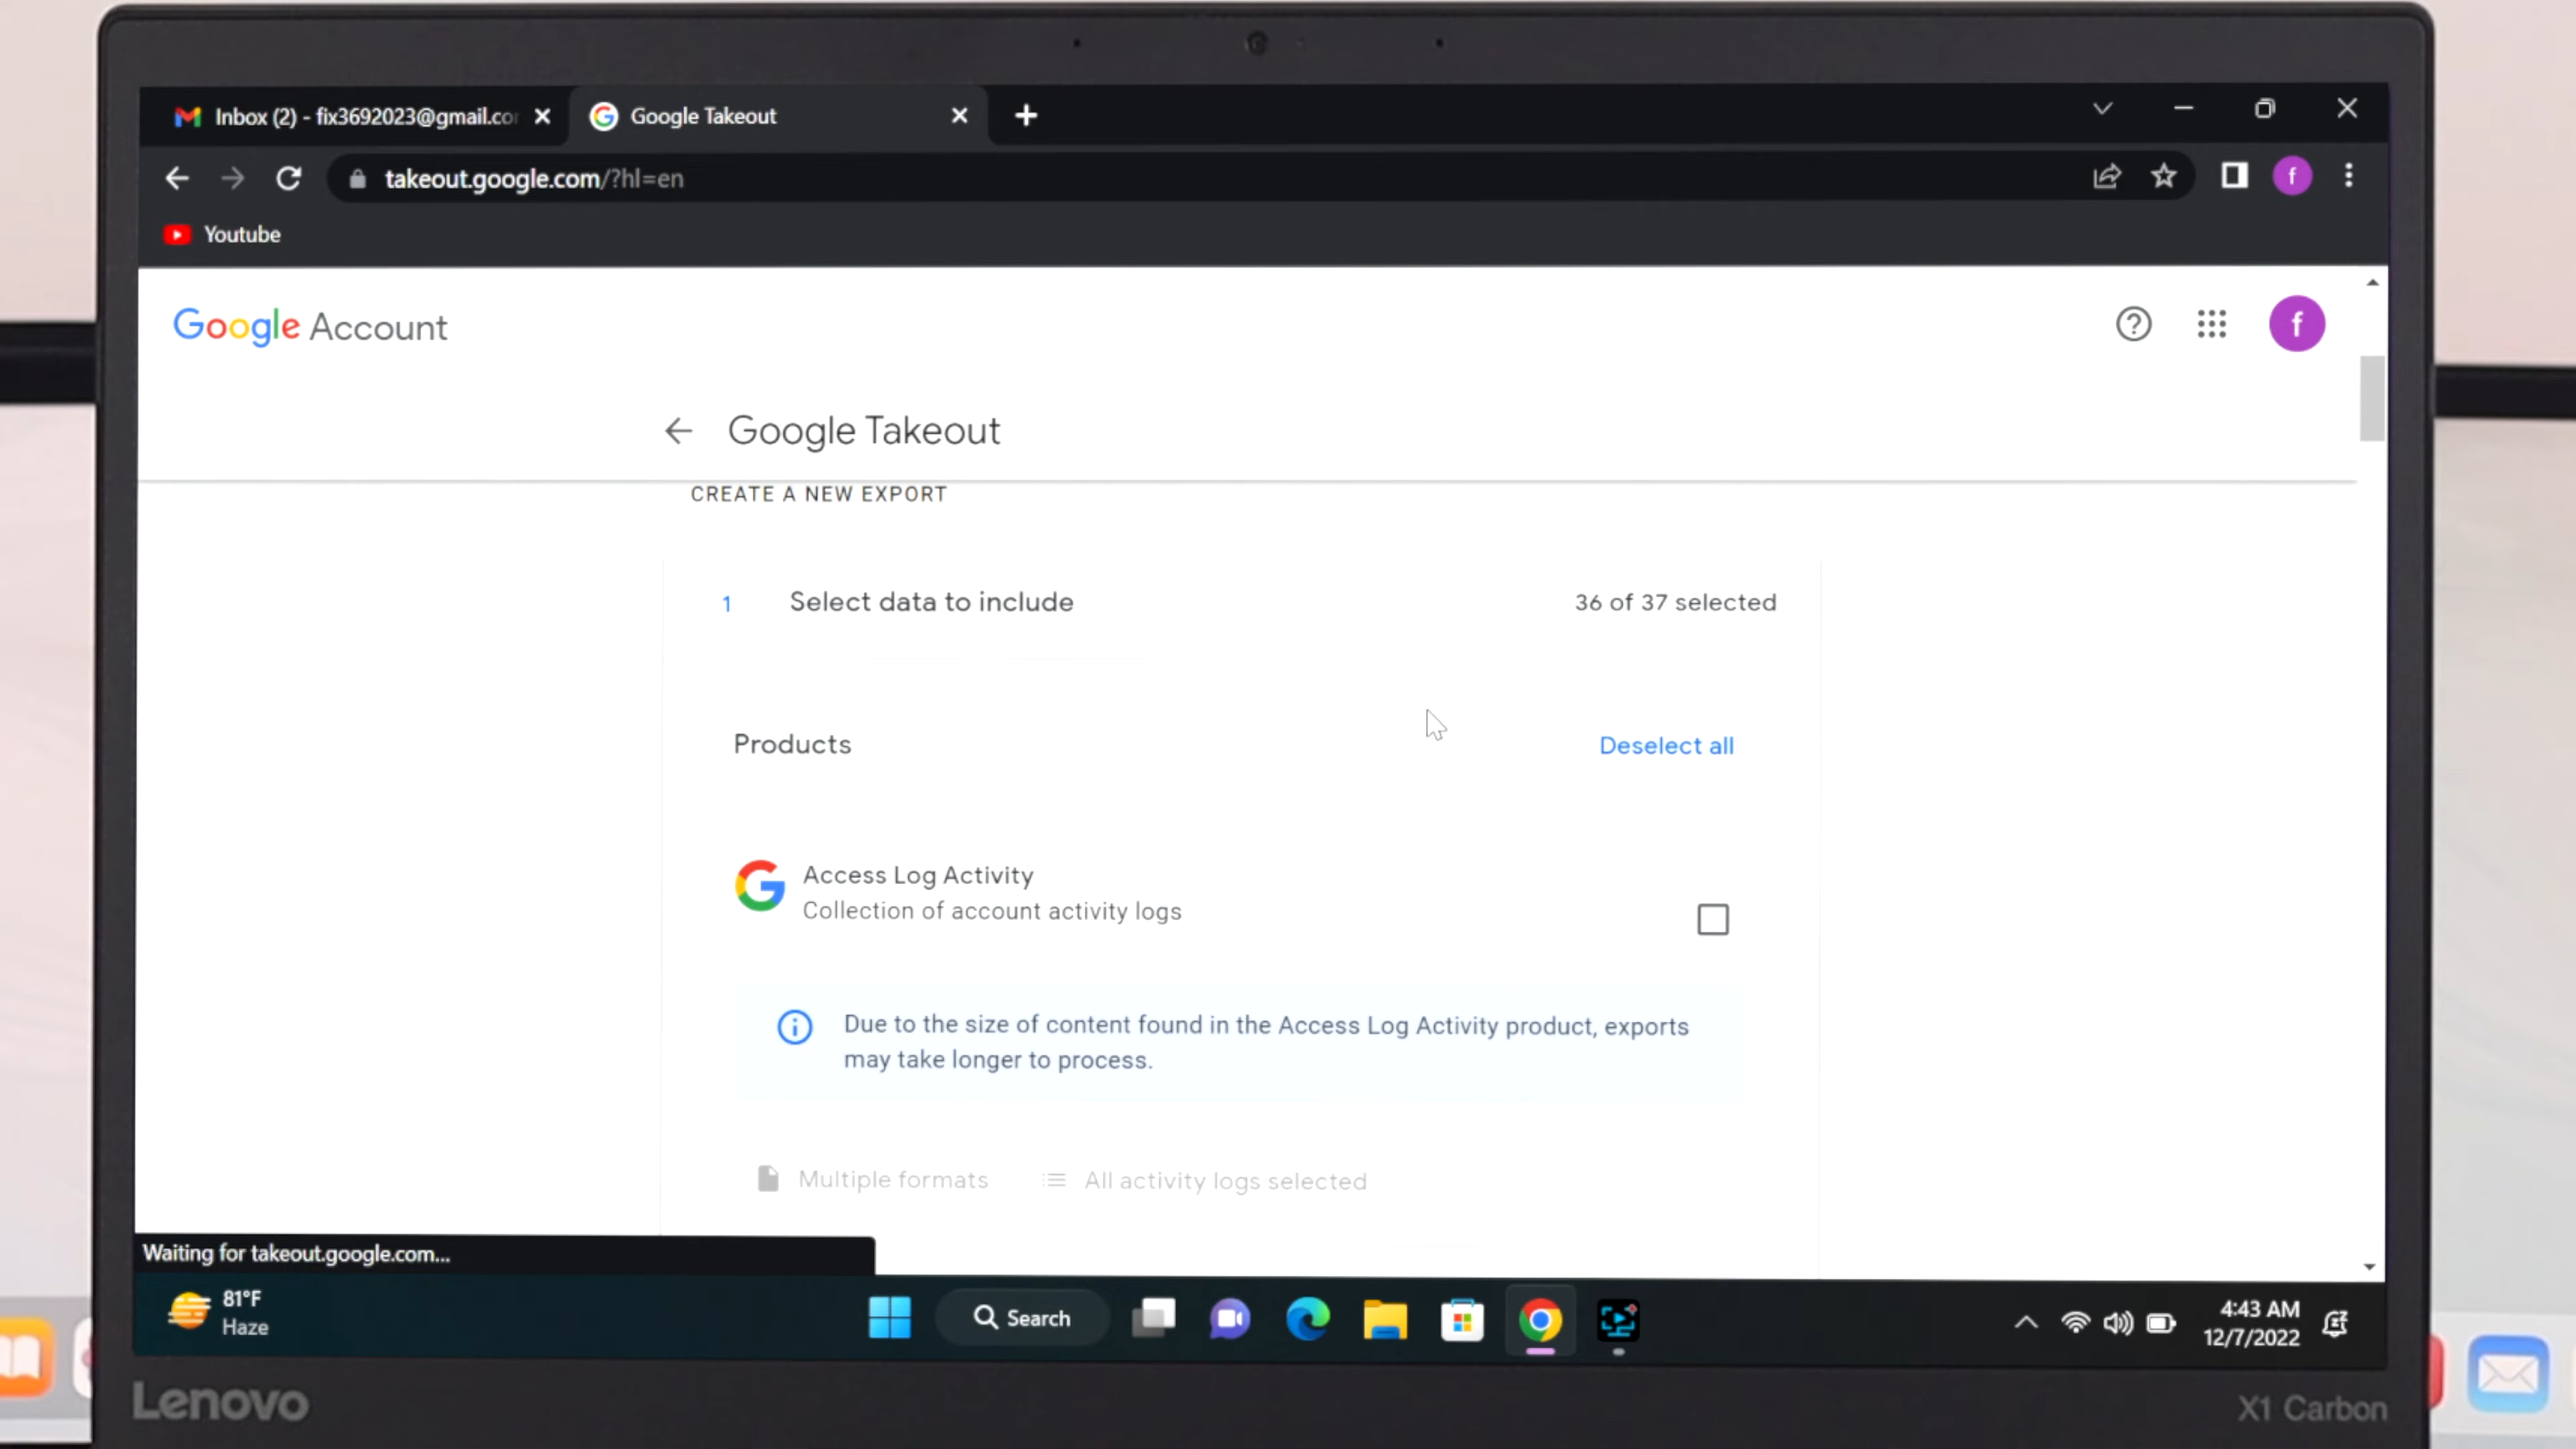 Inbox (2) - fix3692023@gmail.co
Google Takeout
takeout.google.com/?hl=en
Youtube
Google Account
f
f
Google Takeout
CREATE A NEW EXPORT
1 Select data to include 36 of 37 selected
Products Deselect all
Access Log Activity
Collection of account activity logs
Due to the size of content found in the Access Log Activity product, exports
may take longer to process.
Multiple formats All activity logs selected
Waiting for takeout.google.com...
81°F
Haze
Search
4:43 AM
12/7/2022
Lenovo
X1 Carbon